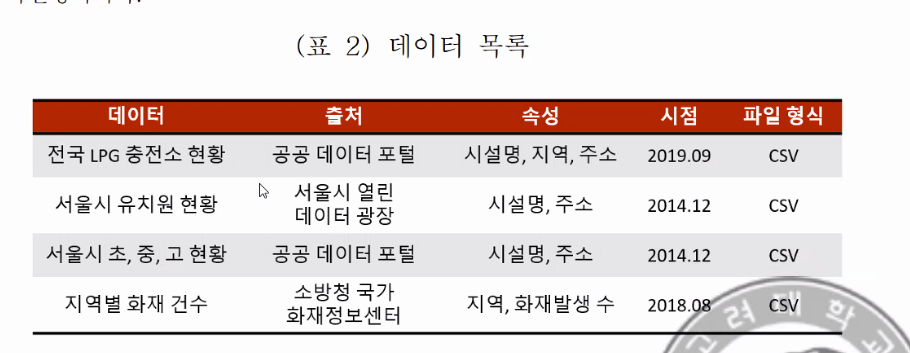 (표 2) 데이터 목록
데이터 출처 속성 시점 파일 형식
전국 LPG 충전소 현황 공공 데이터 포털 시설명, 지역, 주소 2019.09 CSV
서울시 유치원 현황 서울시 열린 데이터 광장 시설명, 주소 2014.12 CSV
서울시 초, 중, 고 현황 공공 데이터 포털 시설명, 주소 2014.12 CSV
지역별 화재 건수 소방청 국가 화재정보센터 지역, 화재발생 수 2018.08 CSV
고려대학교